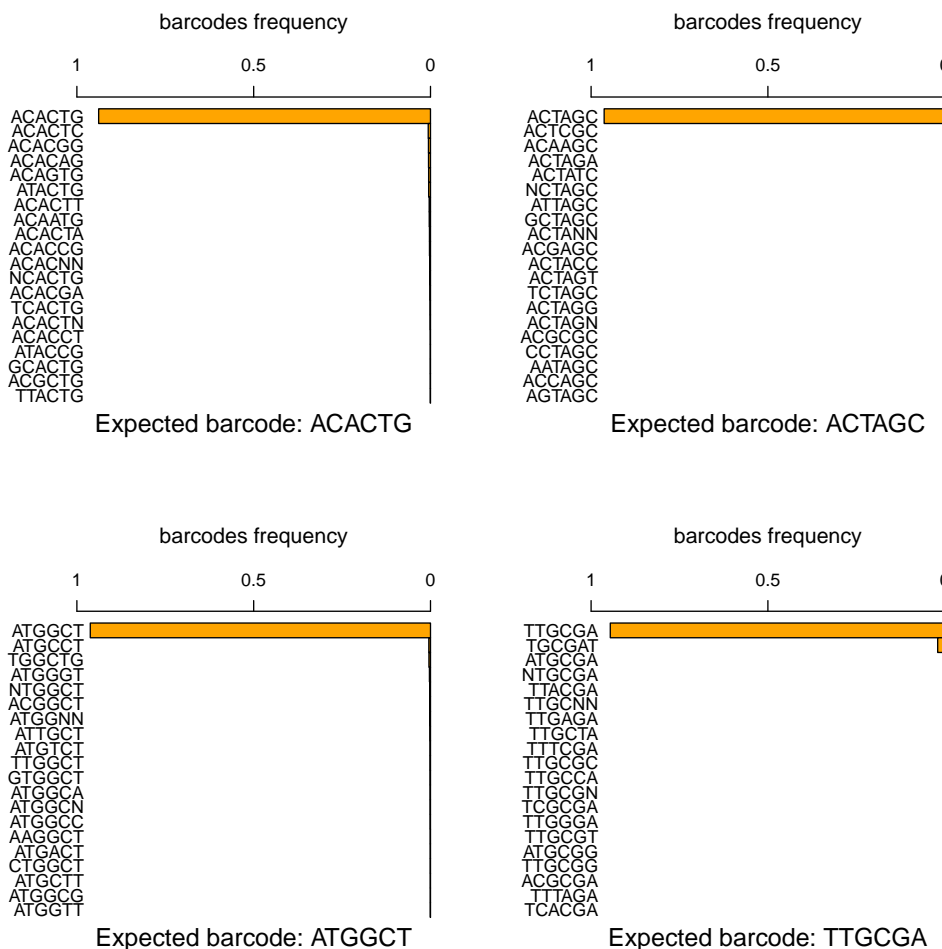 barcodes frequency
1 0.5 0
ACACTG
ACACTC
ACACGG
ACACAG
ACAGTG
ATACTG
ACACTT
ACAATG
ACACTA
ACACCG
ACACNN
NCACTG
ACACGA
TCACTG
ACACTN
ACACCT
ATACCG
GCACTG
ACGCTG
TTACTG
Expected barcode: ACACTG
barcodes frequency
1 0.5 0
ACTAGC
ACTCGC
ACAAGC
ACTAGA
ACTATC
NCTAGC
ATTAGC
GCTAGC
ACTANN
ACGAGC
ACTACC
ACTAGT
TCTAGC
ACTAGG
ACTAGN
ACGCGC
CCTAGC
AATAGC
ACCAGC
AGTAGC
Expected barcode: ACTAGC
barcodes frequency
1 0.5 0
ATGGCT
ATGCCT
TGGCTG
ATGGGT
NTGGCT
ACGGCT
ATGGNN
ATTGCT
ATGTCT
TTGGCT
GTGGCT
ATGGCA
ATGGCN
ATGGCC
AAGGCT
ATGACT
CTGGCT
ATGCTT
ATGGCG
ATGGTT
Expected barcode: ATGGCT
barcodes frequency
1 0.5 0
TTGCGA
TGCGAT
ATGCGA
NTGCGA
TTACGA
TTGCNN
TTGAGA
TTGCTA
TTTCGA
TTGCGC
TTGCCA
TTGCGN
TCGCGA
TTGGGA
TTGCGT
ATGCGG
TTGCGG
ACGCGA
TTTAGA
TCACGA
Expected barcode: TTGCGA